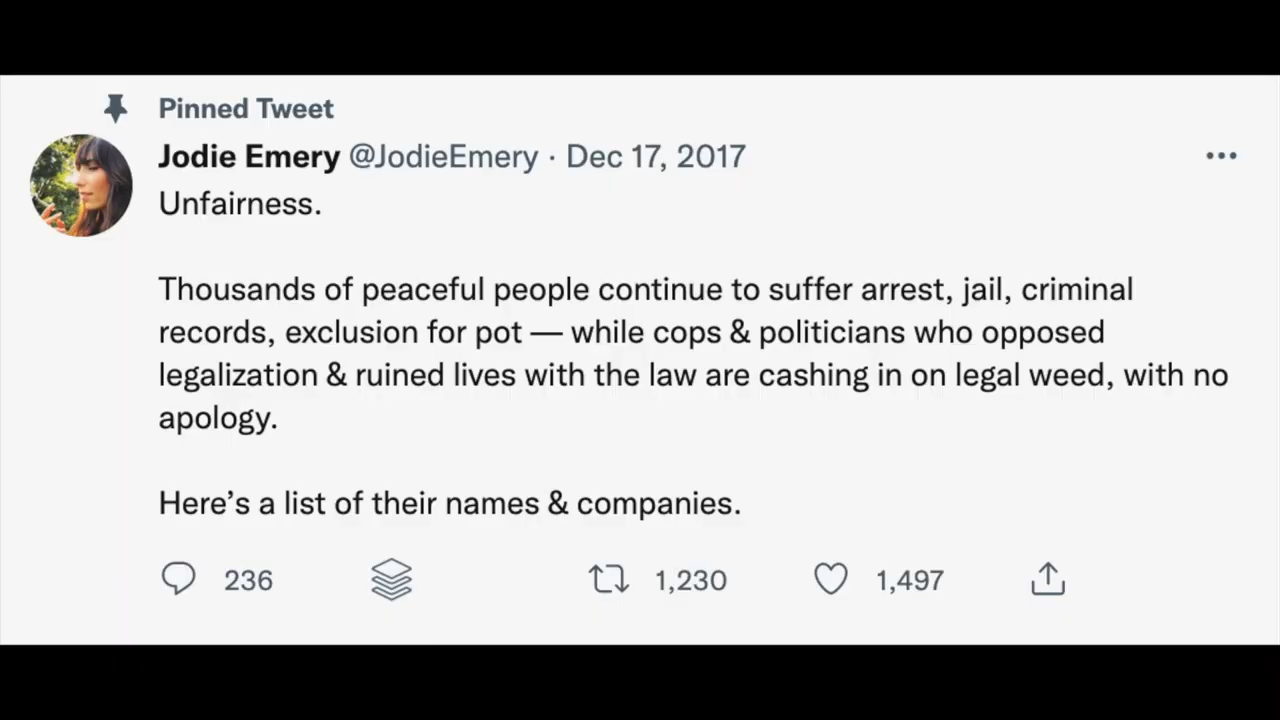 Pinned Tweet
Jodie Emery @JodieEmery · Dec 17, 2017
Unfairness.
Thousands of peaceful people continue to suffer arrest, jail, criminal
records, exclusion for pot — while cops & politicians who opposed
legalization & ruined lives with the law are cashing in on legal weed, with no
apology.
Here’s a list of their names & companies.
236 1,230 1,497